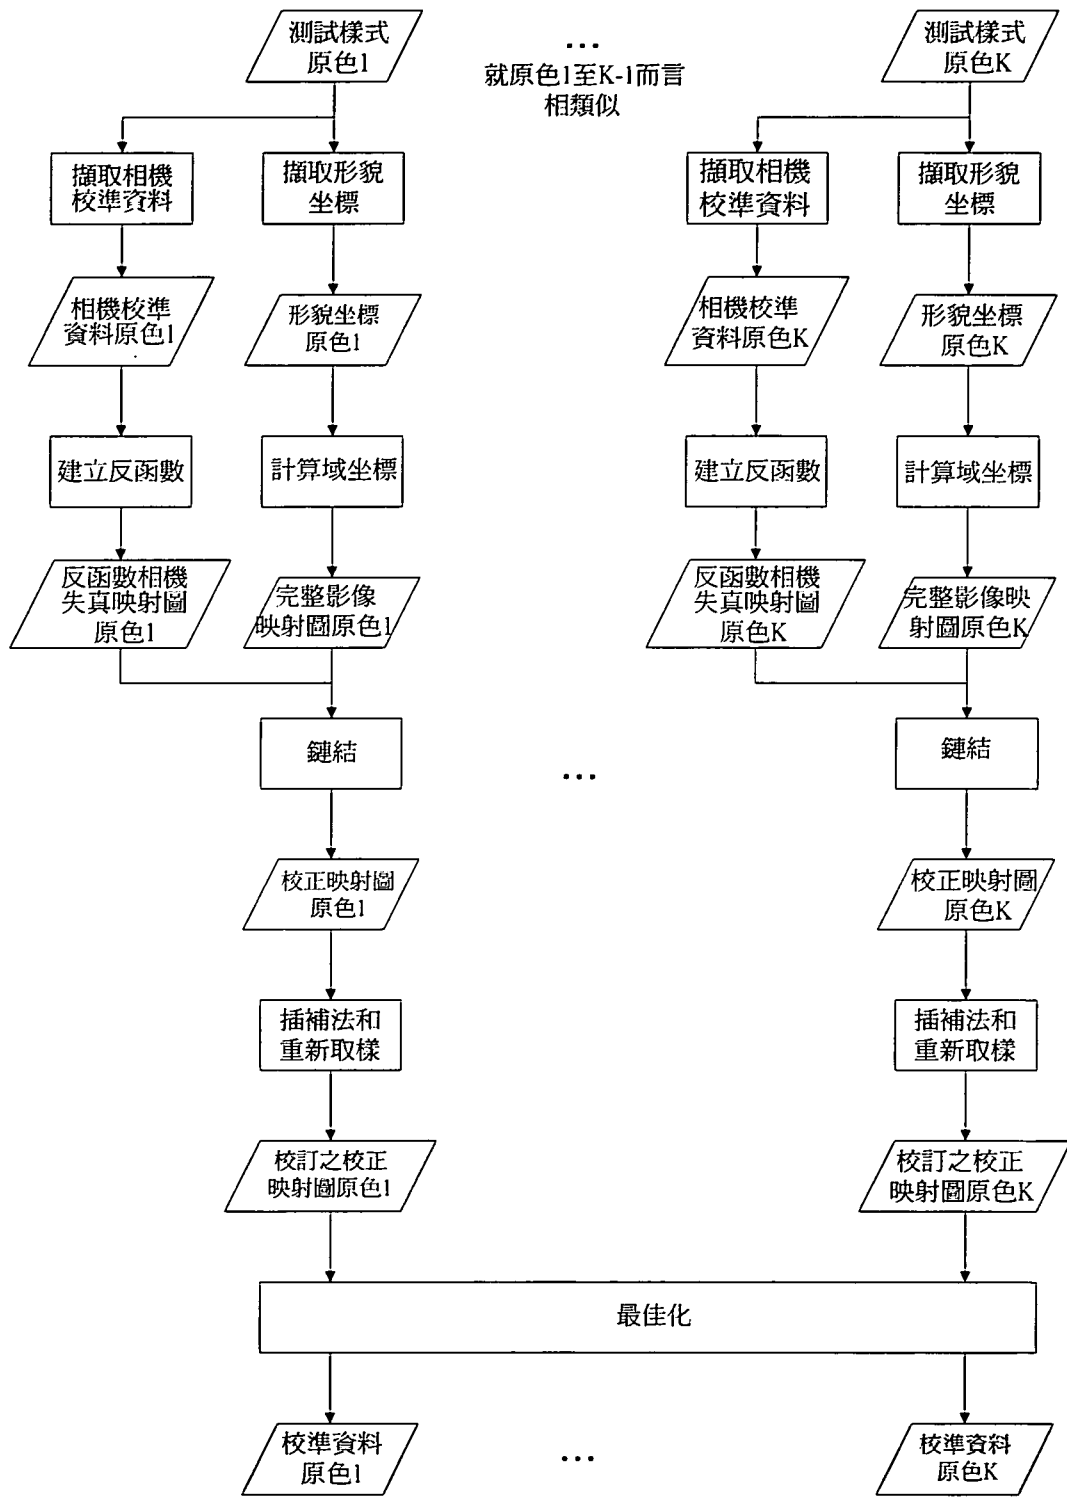 測試樣式
原色1
...
就原色1至K-1而言
相類似
測試樣式
原色K
擷取相機
校準資料
擷取形貌
坐標
擷取相機
校準資料
擷取形貌
坐標
相機校準
資料原色1
形貌坐標
原色1
相機校準
資料原色K
形貌坐標
原色K
建立反函數
計算域坐標
建立反函數
計算域坐標
反函數相機
失真映射圖
原色1
完整影像
映射圖原色1
反函數相機
失真映射圖
原色K
完整影像映
射圖原色K
鏈結
...
鏈結
校正映射圖
原色1
校正映射圖
原色K
插補法和
重新取樣
插補法和
重新取樣
校訂之校正
映射圖原色1
校訂之校正
映射圖原色K
最佳化
校準資料
原色1
...
校準資料
原色K